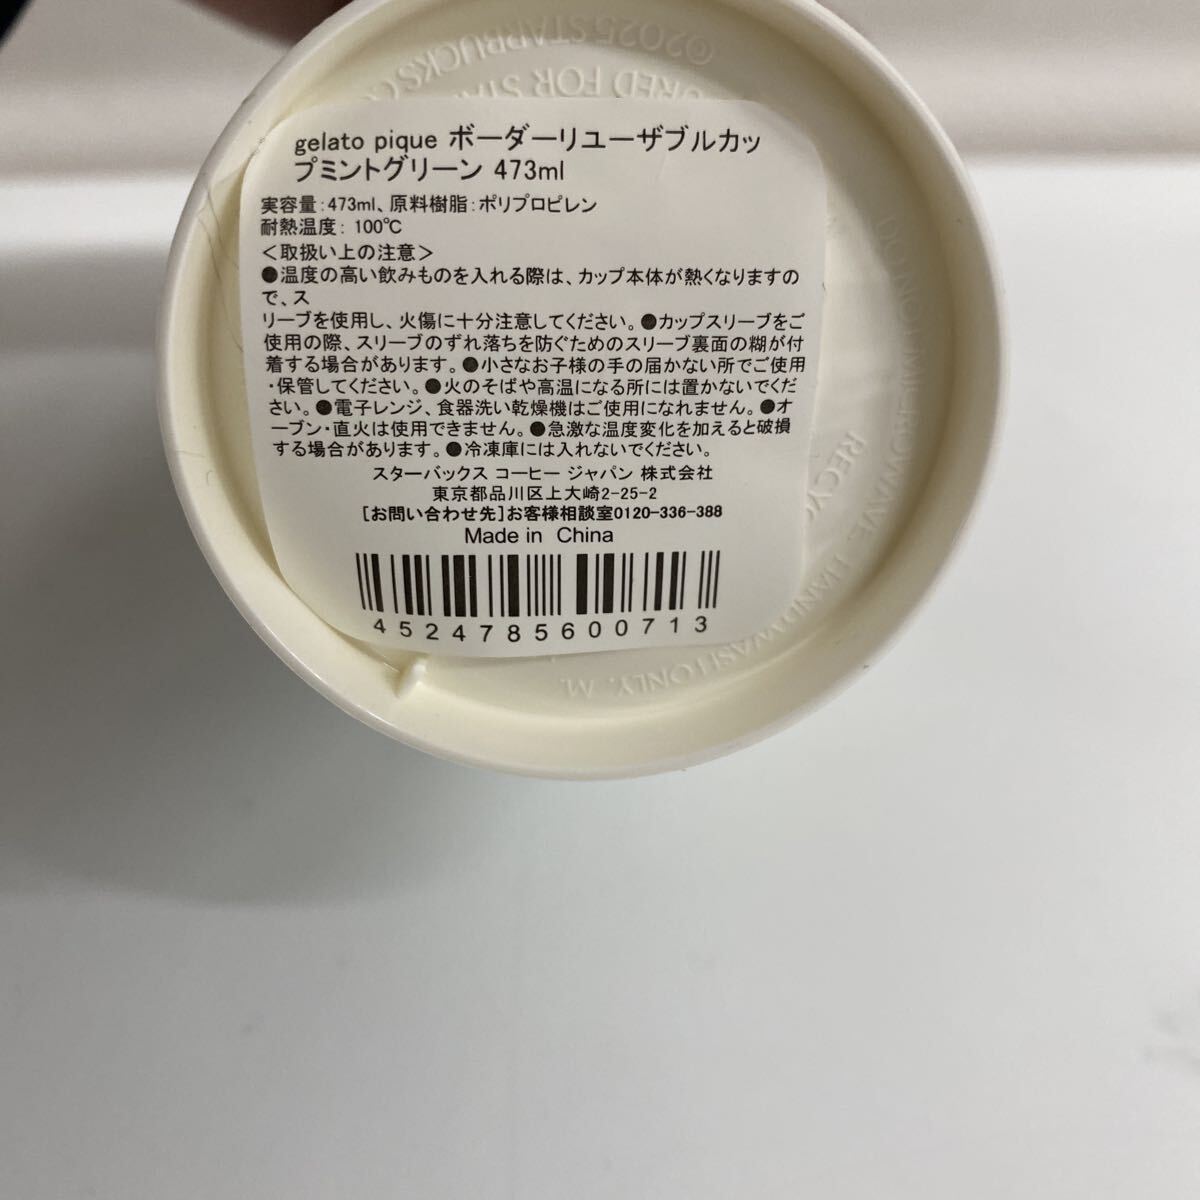 gelato pique ボーダーリユーザブルカッ
プミントグリーン 473ml
実容量：473ml、原料樹脂：ポリプロピレン
耐熱温度： 100℃
＜取扱い上の注意＞
●温度の高い飲みものを入れる際は、カップ本体が熱くなりますの
で、ス
リーブを使用し、火傷に十分注意してください。●カップスリーブをご
使用の際、スリーブのずれ落ちを防ぐためのスリーブ裏面の糊が付
着する場合があります。●小さなお子様の手の届かない所でご使用
・保管してください。●火のそばや高温になる所には置かないでくだ
さい。●電子レンジ、食器洗い乾燥機はご使用になれません。●オ
ーブン・直火は使用できません。●急激な温度変化を加えると破損
する場合があります。●冷凍庫には入れないでください。
スターバックス コーヒー ジャパン 株式会社
東京都品川区上大崎2-25-2
［お問い合わせ先］お客様相談室0120-336-388
Made in China
4524785600713
©2025 STARBUCKS
FOR
DO NOT MICROWAVE. HAND WASH ONLY. M.